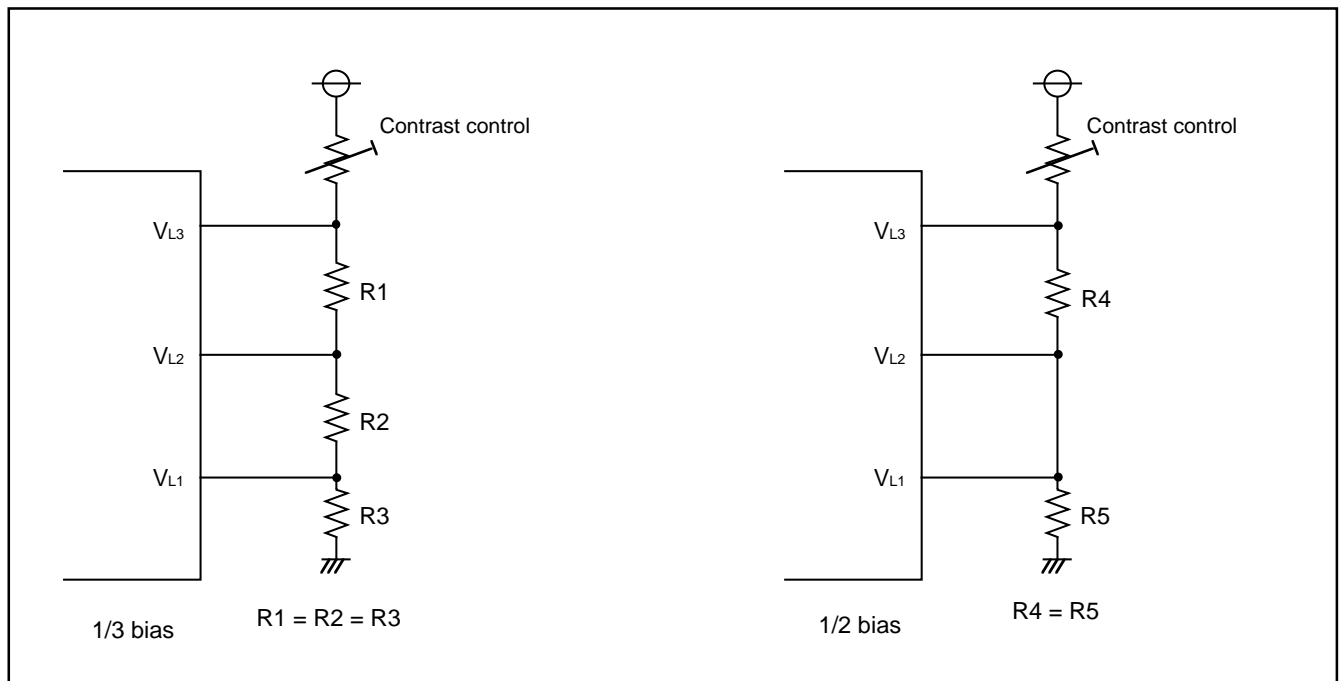 Contrast control
VL3
R1
VL2
R2
VL1
R3
1/3 bias
R1 = R2 = R3
Contrast control
VL3
R4
VL2
VL1
R5
1/2 bias
R4 = R5